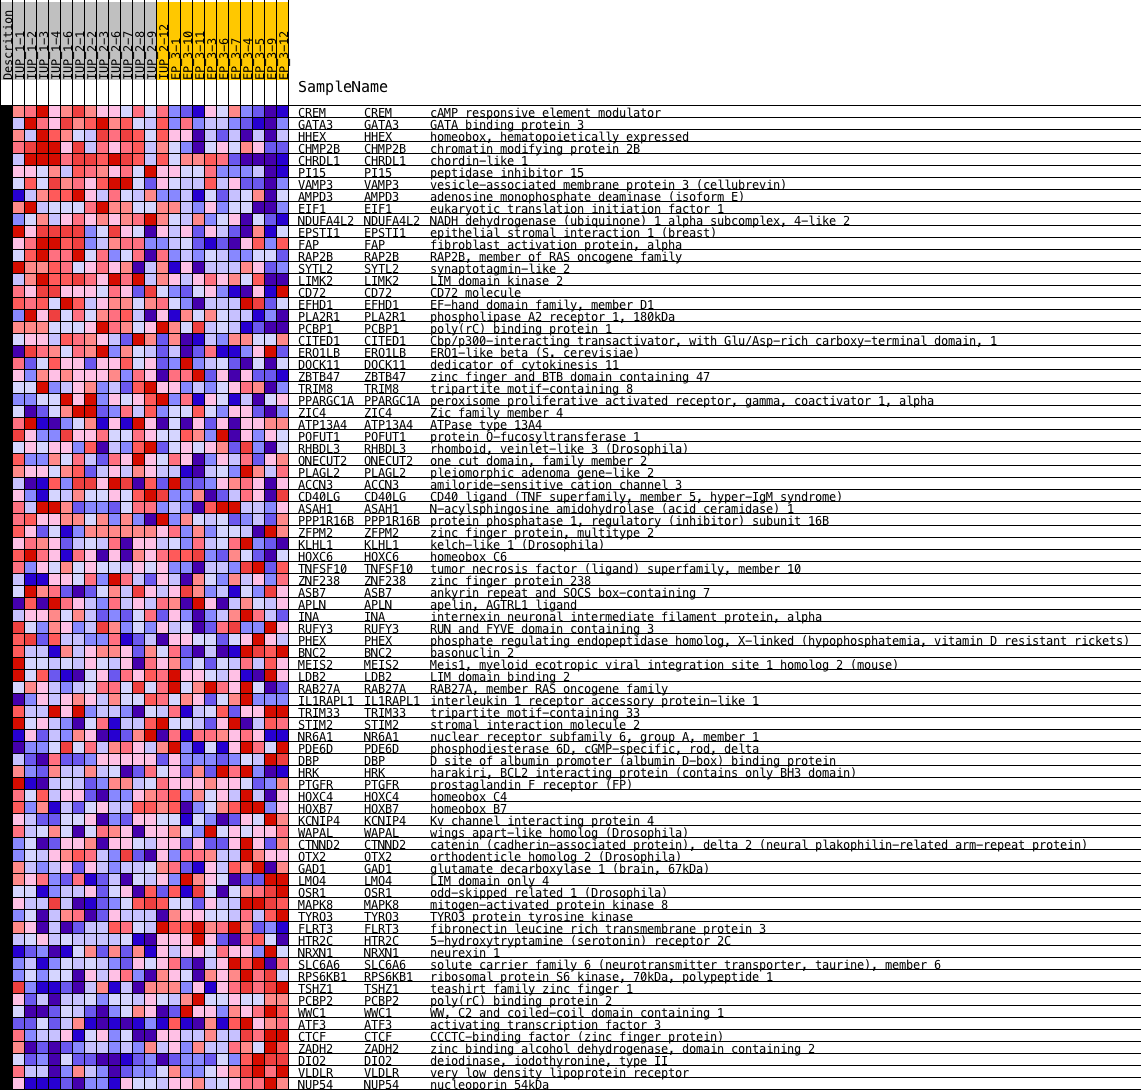 Descrition
IUP_1-1
IUP_1-2
IUP_1-3
IUP_1-4
IUP_1-6
IUP_2-1
IUP_2-2
IUP_2-3
IUP_2-6
IUP_2-7
IUP_2-8
IUP_2-9
IUP_2-12
EP_3-1
EP_3-10
EP_3-11
EP_3-3
EP_3-6
EP_3-7
EP_3-4
EP_3-5
EP_3-9
EP_3-12
SampleName
CREM CREM cAMP responsive element modulator
GATA3 GATA3 GATA binding protein 3
HHEX HHEX homeobox, hematopoietically expressed
CHMP2B CHMP2B chromatin modifying protein 2B
CHRDL1 CHRDL1 chordin-like 1
PI15 PI15 peptidase inhibitor 15
VAMP3 VAMP3 vesicle-associated membrane protein 3 (cellubrevin)
AMPD3 AMPD3 adenosine monophosphate deaminase (isoform E)
EIF1 EIF1 eukaryotic translation initiation factor 1
NDUFA4L2 NDUFA4L2 NADH dehydrogenase (ubiquinone) 1 alpha subcomplex, 4-like 2
EPSTI1 EPSTI1 epithelial stromal interaction 1 (breast)
FAP FAP fibroblast activation protein, alpha
RAP2B RAP2B RAP2B, member of RAS oncogene family
SYTL2 SYTL2 synaptotagmin-like 2
LIMK2 LIMK2 LIM domain kinase 2
CD72 CD72 CD72 molecule
EFHD1 EFHD1 EF-hand domain family, member D1
PLA2R1 PLA2R1 phospholipase A2 receptor 1, 180kDa
PCBP1 PCBP1 poly(rC) binding protein 1
CITED1 CITED1 Cbp/p300-interacting transactivator, with Glu/Asp-rich carboxy-terminal domain, 1
ERO1LB ERO1LB ERO1-like beta (S. cerevisiae)
DOCK11 DOCK11 dedicator of cytokinesis 11
ZBTB47 ZBTB47 zinc finger and BTB domain containing 47
TRIM8 TRIM8 tripartite motif-containing 8
PPARGC1A PPARGC1A peroxisome proliferative activated receptor, gamma, coactivator 1, alpha
ZIC4 ZIC4 Zic family member 4
ATP13A4 ATP13A4 ATPase type 13A4
POFUT1 POFUT1 protein O-fucosyltransferase 1
RHBDL3 RHBDL3 rhomboid, veinlet-like 3 (Drosophila)
ONECUT2 ONECUT2 one cut domain, family member 2
PLAGL2 PLAGL2 pleiomorphic adenoma gene-like 2
ACCN3 ACCN3 amiloride-sensitive cation channel 3
CD40LG CD40LG CD40 ligand (TNF superfamily, member 5, hyper-IgM syndrome)
ASAH1 ASAH1 N-acylsphingosine amidohydrolase (acid ceramidase) 1
PPP1R16B PPP1R16B protein phosphatase 1, regulatory (inhibitor) subunit 16B
ZFPM2 ZFPM2 zinc finger protein, multitype 2
KLHL1 KLHL1 kelch-like 1 (Drosophila)
HOXC6 HOXC6 homeobox C6
TNFSF10 TNFSF10 tumor necrosis factor (ligand) superfamily, member 10
ZNF238 ZNF238 zinc finger protein 238
ASB7 ASB7 ankyrin repeat and SOCS box-containing 7
APLN APLN apelin, AGTRL1 ligand
INA INA internexin neuronal intermediate filament protein, alpha
RUFY3 RUFY3 RUN and FYVE domain containing 3
PHEX PHEX phosphate regulating endopeptidase homolog, X-linked (hypophosphatemia, vitamin D resistant rickets)
BNC2 BNC2 basonuclin 2
MEIS2 MEIS2 Meis1, myeloid ecotropic viral integration site 1 homolog 2 (mouse)
LDB2 LDB2 LIM domain binding 2
RAB27A RAB27A RAB27A, member RAS oncogene family
IL1RAPL1 IL1RAPL1 interleukin 1 receptor accessory protein-like 1
TRIM33 TRIM33 tripartite motif-containing 33
STIM2 STIM2 stromal interaction molecule 2
NR6A1 NR6A1 nuclear receptor subfamily 6, group A, member 1
PDE6D PDE6D phosphodiesterase 6D, cGMP-specific, rod, delta
DBP DBP D site of albumin promoter (albumin D-box) binding protein
HRK HRK harakiri, BCL2 interacting protein (contains only BH3 domain)
PTGFR PTGFR prostaglandin F receptor (FP)
HOXC4 HOXC4 homeobox C4
HOXB7 HOXB7 homeobox B7
KCNIP4 KCNIP4 Kv channel interacting protein 4
WAPAL WAPAL wings apart-like homolog (Drosophila)
CTNND2 CTNND2 catenin (cadherin-associated protein), delta 2 (neural plakophilin-related arm-repeat protein)
OTX2 OTX2 orthodenticle homolog 2 (Drosophila)
GAD1 GAD1 glutamate decarboxylase 1 (brain, 67kDa)
LMO4 LMO4 LIM domain only 4
OSR1 OSR1 odd-skipped related 1 (Drosophila)
MAPK8 MAPK8 mitogen-activated protein kinase 8
TYRO3 TYRO3 TYRO3 protein tyrosine kinase
FLRT3 FLRT3 fibronectin leucine rich transmembrane protein 3
HTR2C HTR2C 5-hydroxytryptamine (serotonin) receptor 2C
NRXN1 NRXN1 neurexin 1
SLC6A6 SLC6A6 solute carrier family 6 (neurotransmitter transporter, taurine), member 6
RPS6KB1 RPS6KB1 ribosomal protein S6 kinase, 70kDa, polypeptide 1
TSHZ1 TSHZ1 teashirt family zinc finger 1
PCBP2 PCBP2 poly(rC) binding protein 2
WWC1 WWC1 WW, C2 and coiled-coil domain containing 1
ATF3 ATF3 activating transcription factor 3
CTCF CTCF CCCTC-binding factor (zinc finger protein)
ZADH2 ZADH2 zinc binding alcohol dehydrogenase, domain containing 2
DIO2 DIO2 deiodinase, iodothyronine, type II
VLDLR VLDLR very low density lipoprotein receptor
NUP54 NUP54 nucleoporin 54kDa